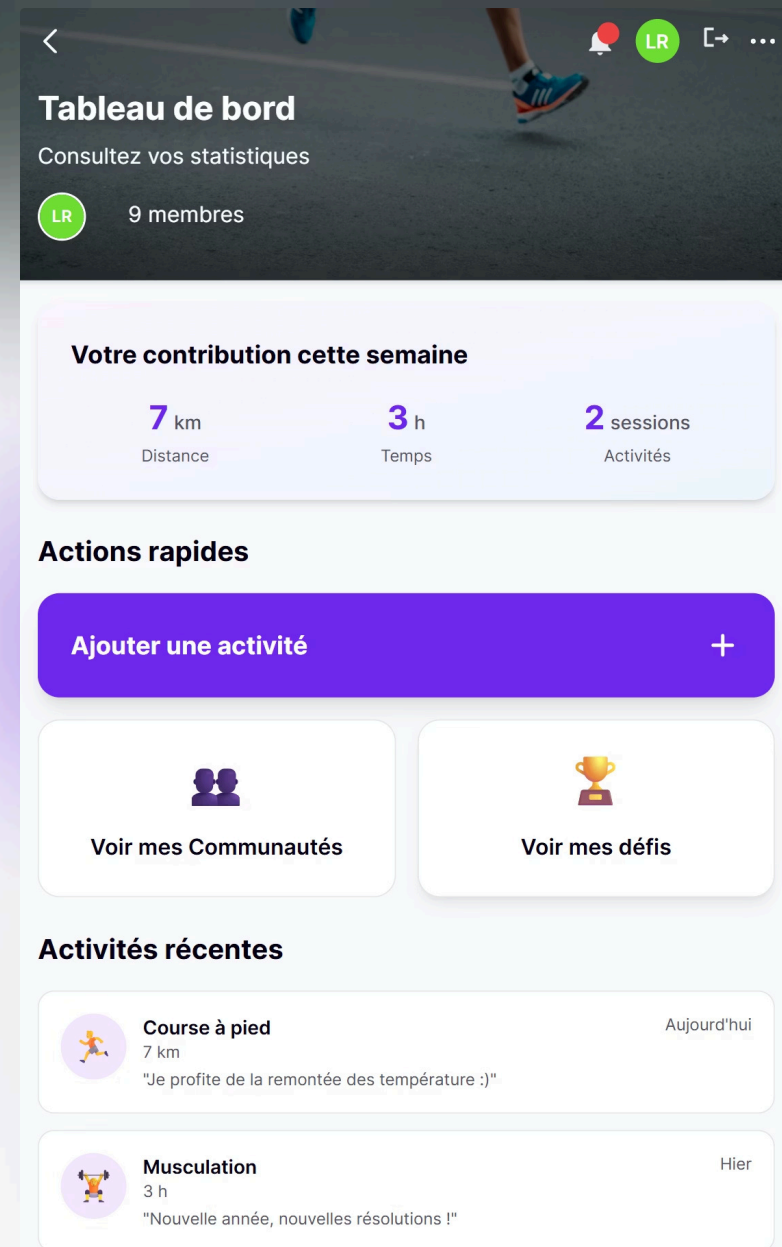 LR
Tableau de bord
Consultez vos statistiques
LR 9 membres
Votre contribution cette semaine
7 km 3 h 2 sessions
Distance Temps Activités
Actions rapides
Ajouter une activité +
Voir mes Communautés Voir mes défis
Activités récentes
Course à pied Aujourd'hui
7 km
"Je profite de la remontée des température :)"
Musculation Hier
3 h
"Nouvelle année, nouvelles résolutions !"